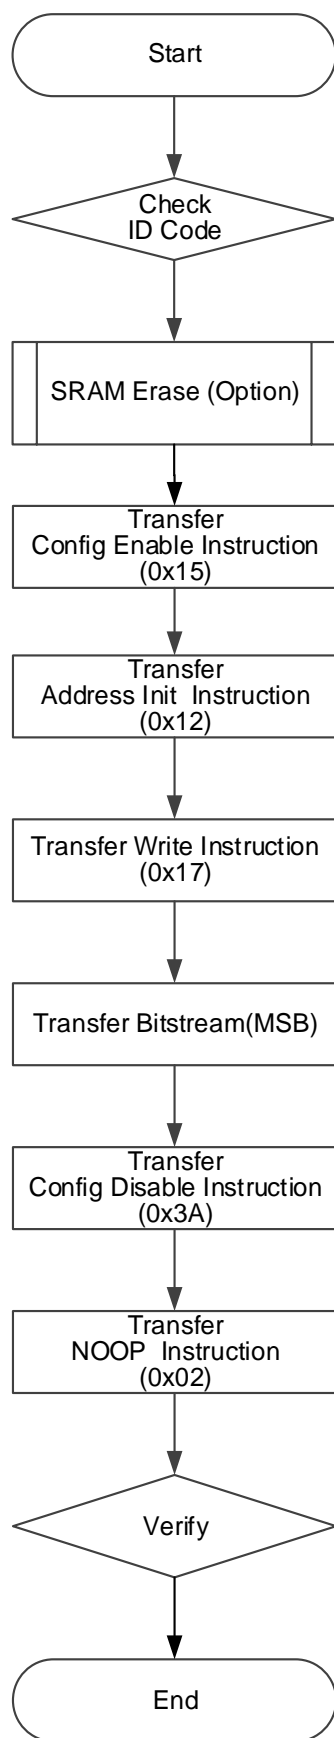 Start
Check
ID Code
SRAM Erase (Option)
Transfer
Config Enable Instruction
(0x15)
Transfer
Address Init  Instruction
(0x12)
Transfer Write Instruction
(0x17)
Transfer Bitstream(MSB)
Transfer
Config Disable Instruction
(0x3A)
Transfer
NOOP  Instruction
(0x02)
Verify
End